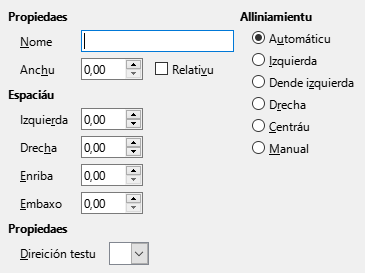 Propiedaes
Nome
Anchu 0,00 Relativu
Espaciáu
Izquierda 0,00
Drecha 0,00
Enriba 0,00
Embaxo 0,00
Propiedaes
Direición testu
Alliniamientu
Automáticu
Izquierda
Dende izquierda
Drecha
Centráu
Manual